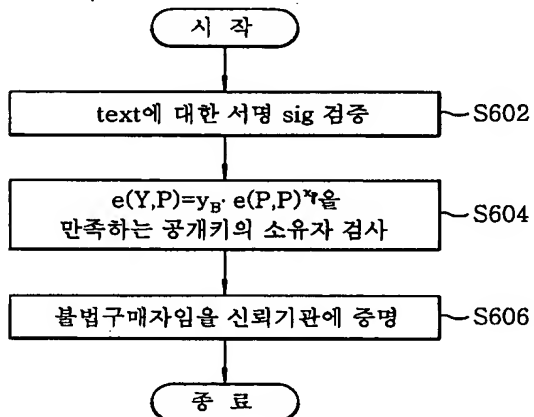 시 작
text에 대한 서명 sig 검증
S602
e(Y,P)=y_B· e(P,P)^x을
만족하는 공개키의 소유자 검사
S604
불법구매자임을 신뢰기관에 증명
S606
종 료